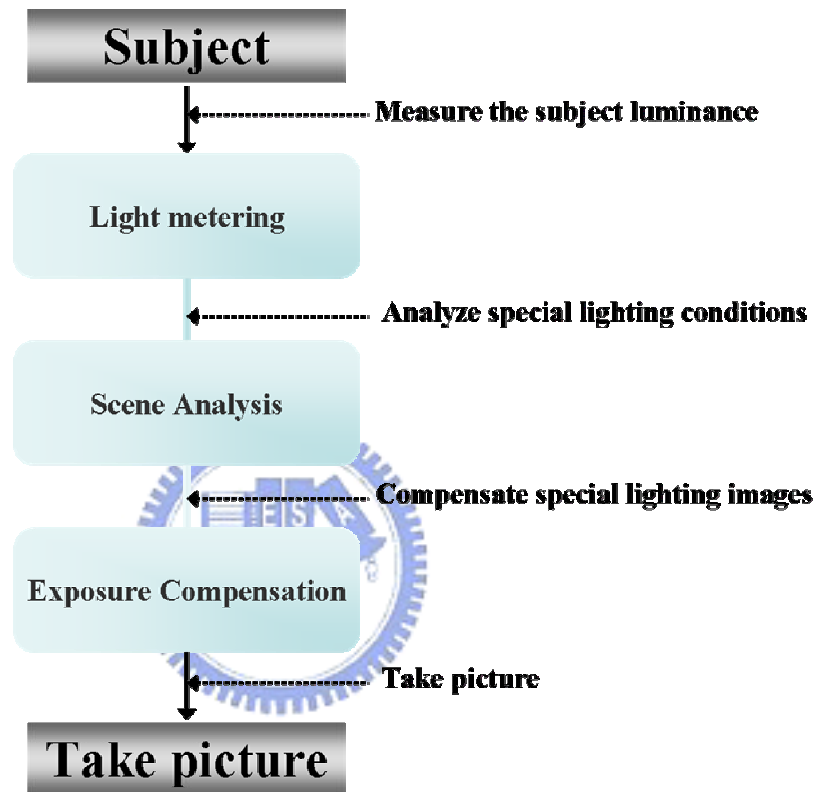 Subject
Measure the subject luminance
Light metering
Analyze special lighting conditions
Scene Analysis
Compensate special lighting images
ESA
Exposure Compensation
Take picture
Take picture